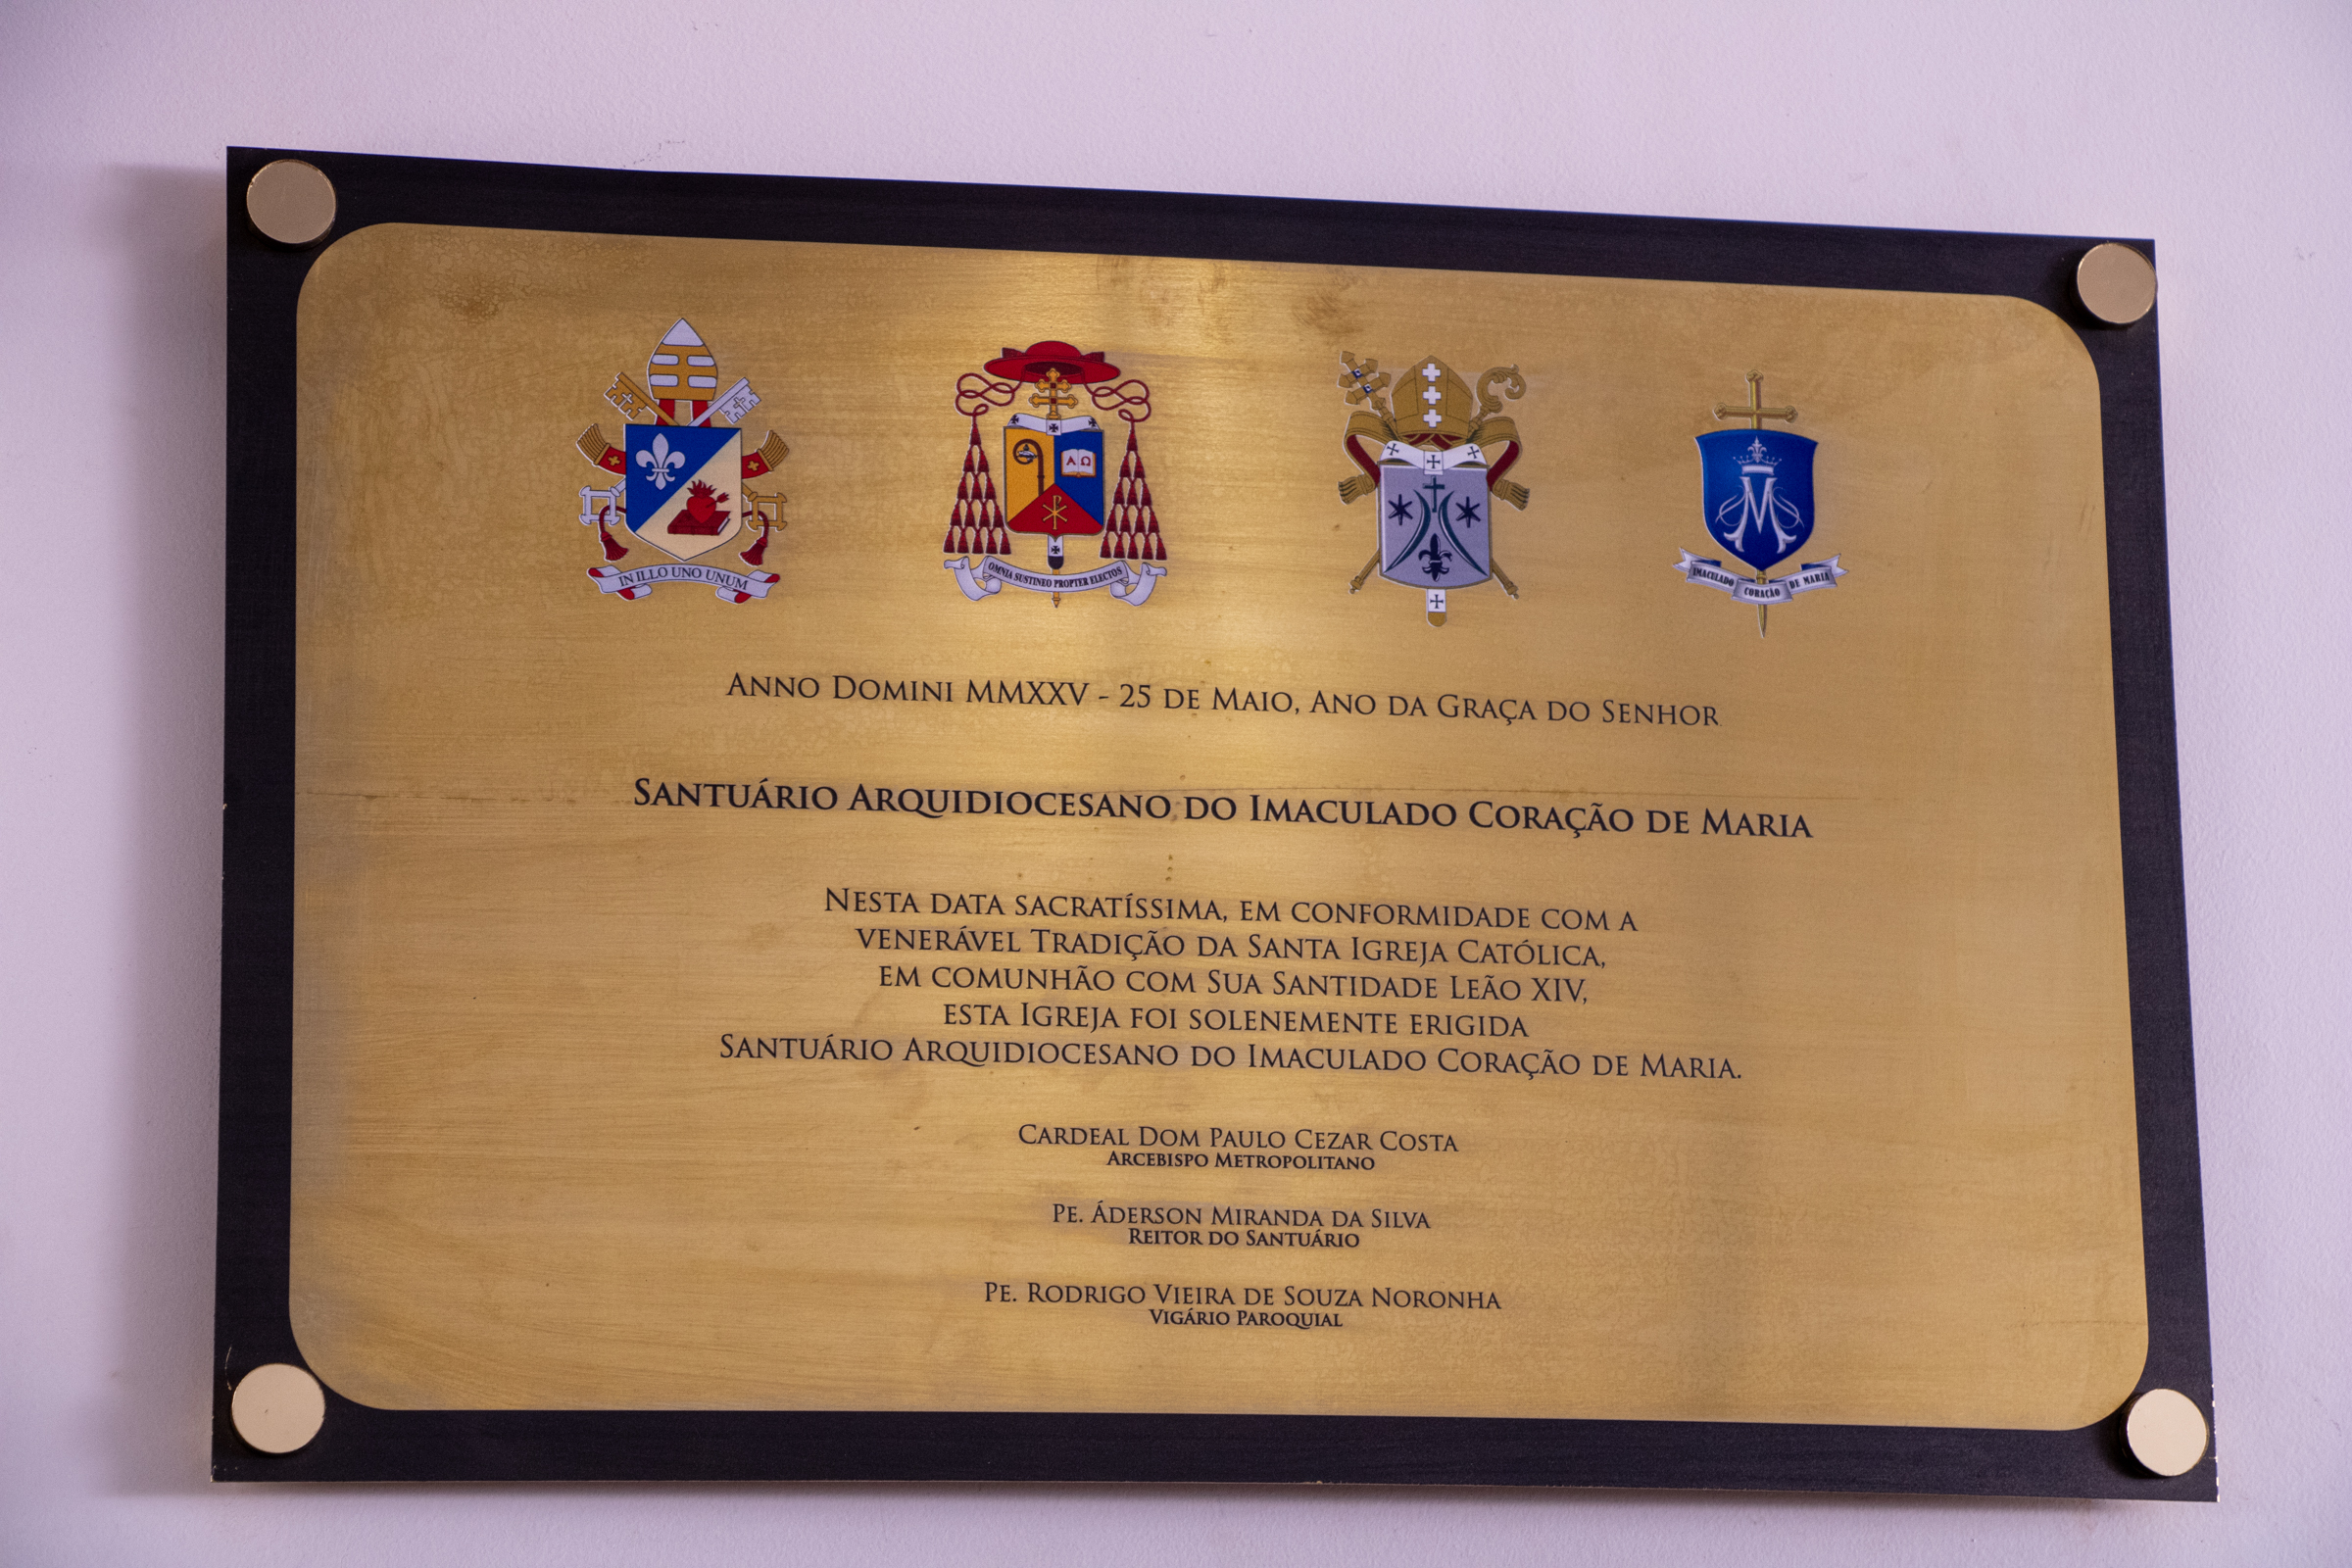 IN ILLO UNO UNUM
OMNIA SUSTINEO PROPTER ELECTOS
Α Ω
IMACULADO CORAÇÃO DE MARIA
ANNO DOMINI MMXXV - 25 DE MAIO, ANO DA GRAÇA DO SENHOR
SANTUÁRIO ARQUIDIOCESANO DO IMACULADO CORAÇÃO DE MARIA
NESTA DATA SACRATÍSSIMA, EM CONFORMIDADE COM A
VENERÁVEL TRADIÇÃO DA SANTA IGREJA CATÓLICA,
EM COMUNHÃO COM SUA SANTIDADE LEÃO XIV,
ESTA IGREJA FOI SOLENEMENTE ERIGIDA
SANTUÁRIO ARQUIDIOCESANO DO IMACULADO CORAÇÃO DE MARIA.
CARDEAL DOM PAULO CEZAR COSTA
ARCEBISPO METROPOLITANO
PE. ÁDERSON MIRANDA DA SILVA
REITOR DO SANTUÁRIO
PE. RODRIGO VIEIRA DE SOUZA NORONHA
VIGÁRIO PAROQUIAL